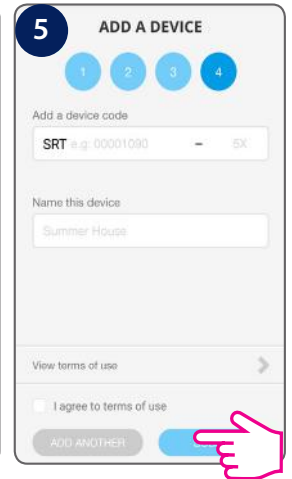 5
ADD A DEVICE
1 2 3 4
Add a device code
SRT e.g: 00001090 - 5X
Name this device
Summer House
View terms of use
I agree to terms of use
ADD ANOTHER